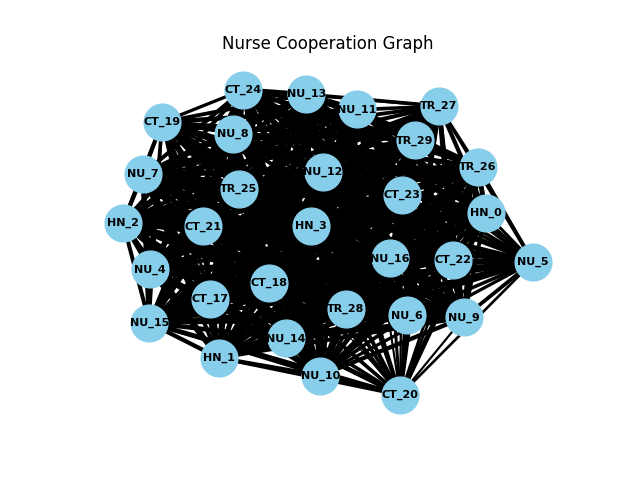 Nurse Cooperation Graph
CT_24
NU_13
TR_27
NU_11
CT_19
NU_8
TR_29
TR_26
NU_12
NU_7
TR_25
CT_23
HN_0
HN_2
CT_21
HN_3
NU_16
CT_22
NU_5
NU_4
CT_18
CT_17
TR_28
NU_6
NU_9
NU_15
NU_14
HN_1
NU_10
CT_20